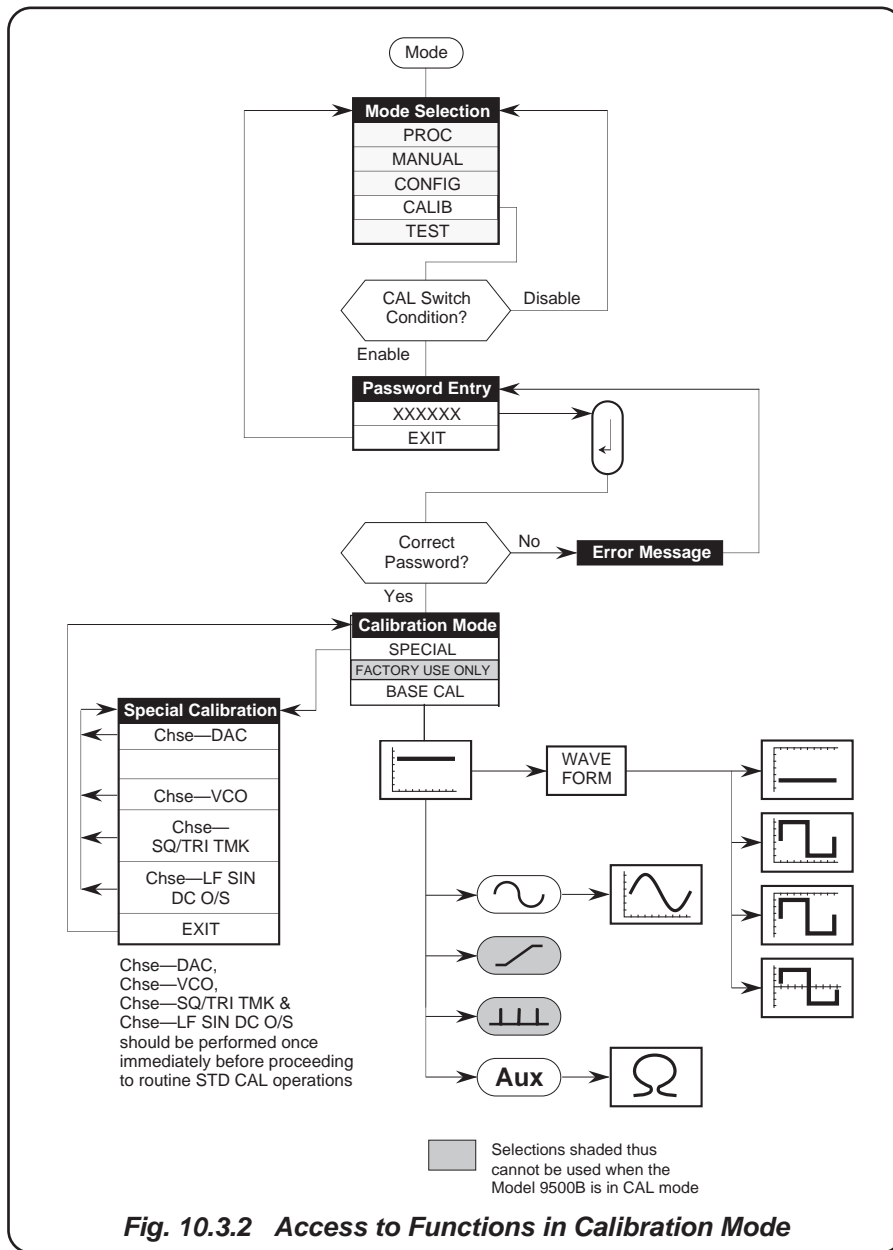 Mode
Mode Selection
PROC
MANUAL
CONFIG
CALIB
TEST
CAL Switch
Condition?
Disable
Enable
Password Entry
XXXXXX
EXIT
Correct
Password?
No
Error Message
Yes
Calibration Mode
SPECIAL
FACTORY USE ONLY
BASE CAL
Special Calibration
Chse—DAC
Chse—VCO
Chse—
SQ/TRI TMK
Chse—LF SIN
DC O/S
EXIT
WAVE
FORM
Aux
Ω
Chse—DAC,
Chse—VCO,
Chse—SQ/TRI TMK &
Chse—LF SIN DC O/S
should be performed once
immediately before proceeding
to routine STD CAL operations
Selections shaded thus
cannot be used when the
Model 9500B is in CAL mode
Fig. 10.3.2 Access to Functions in Calibration Mode